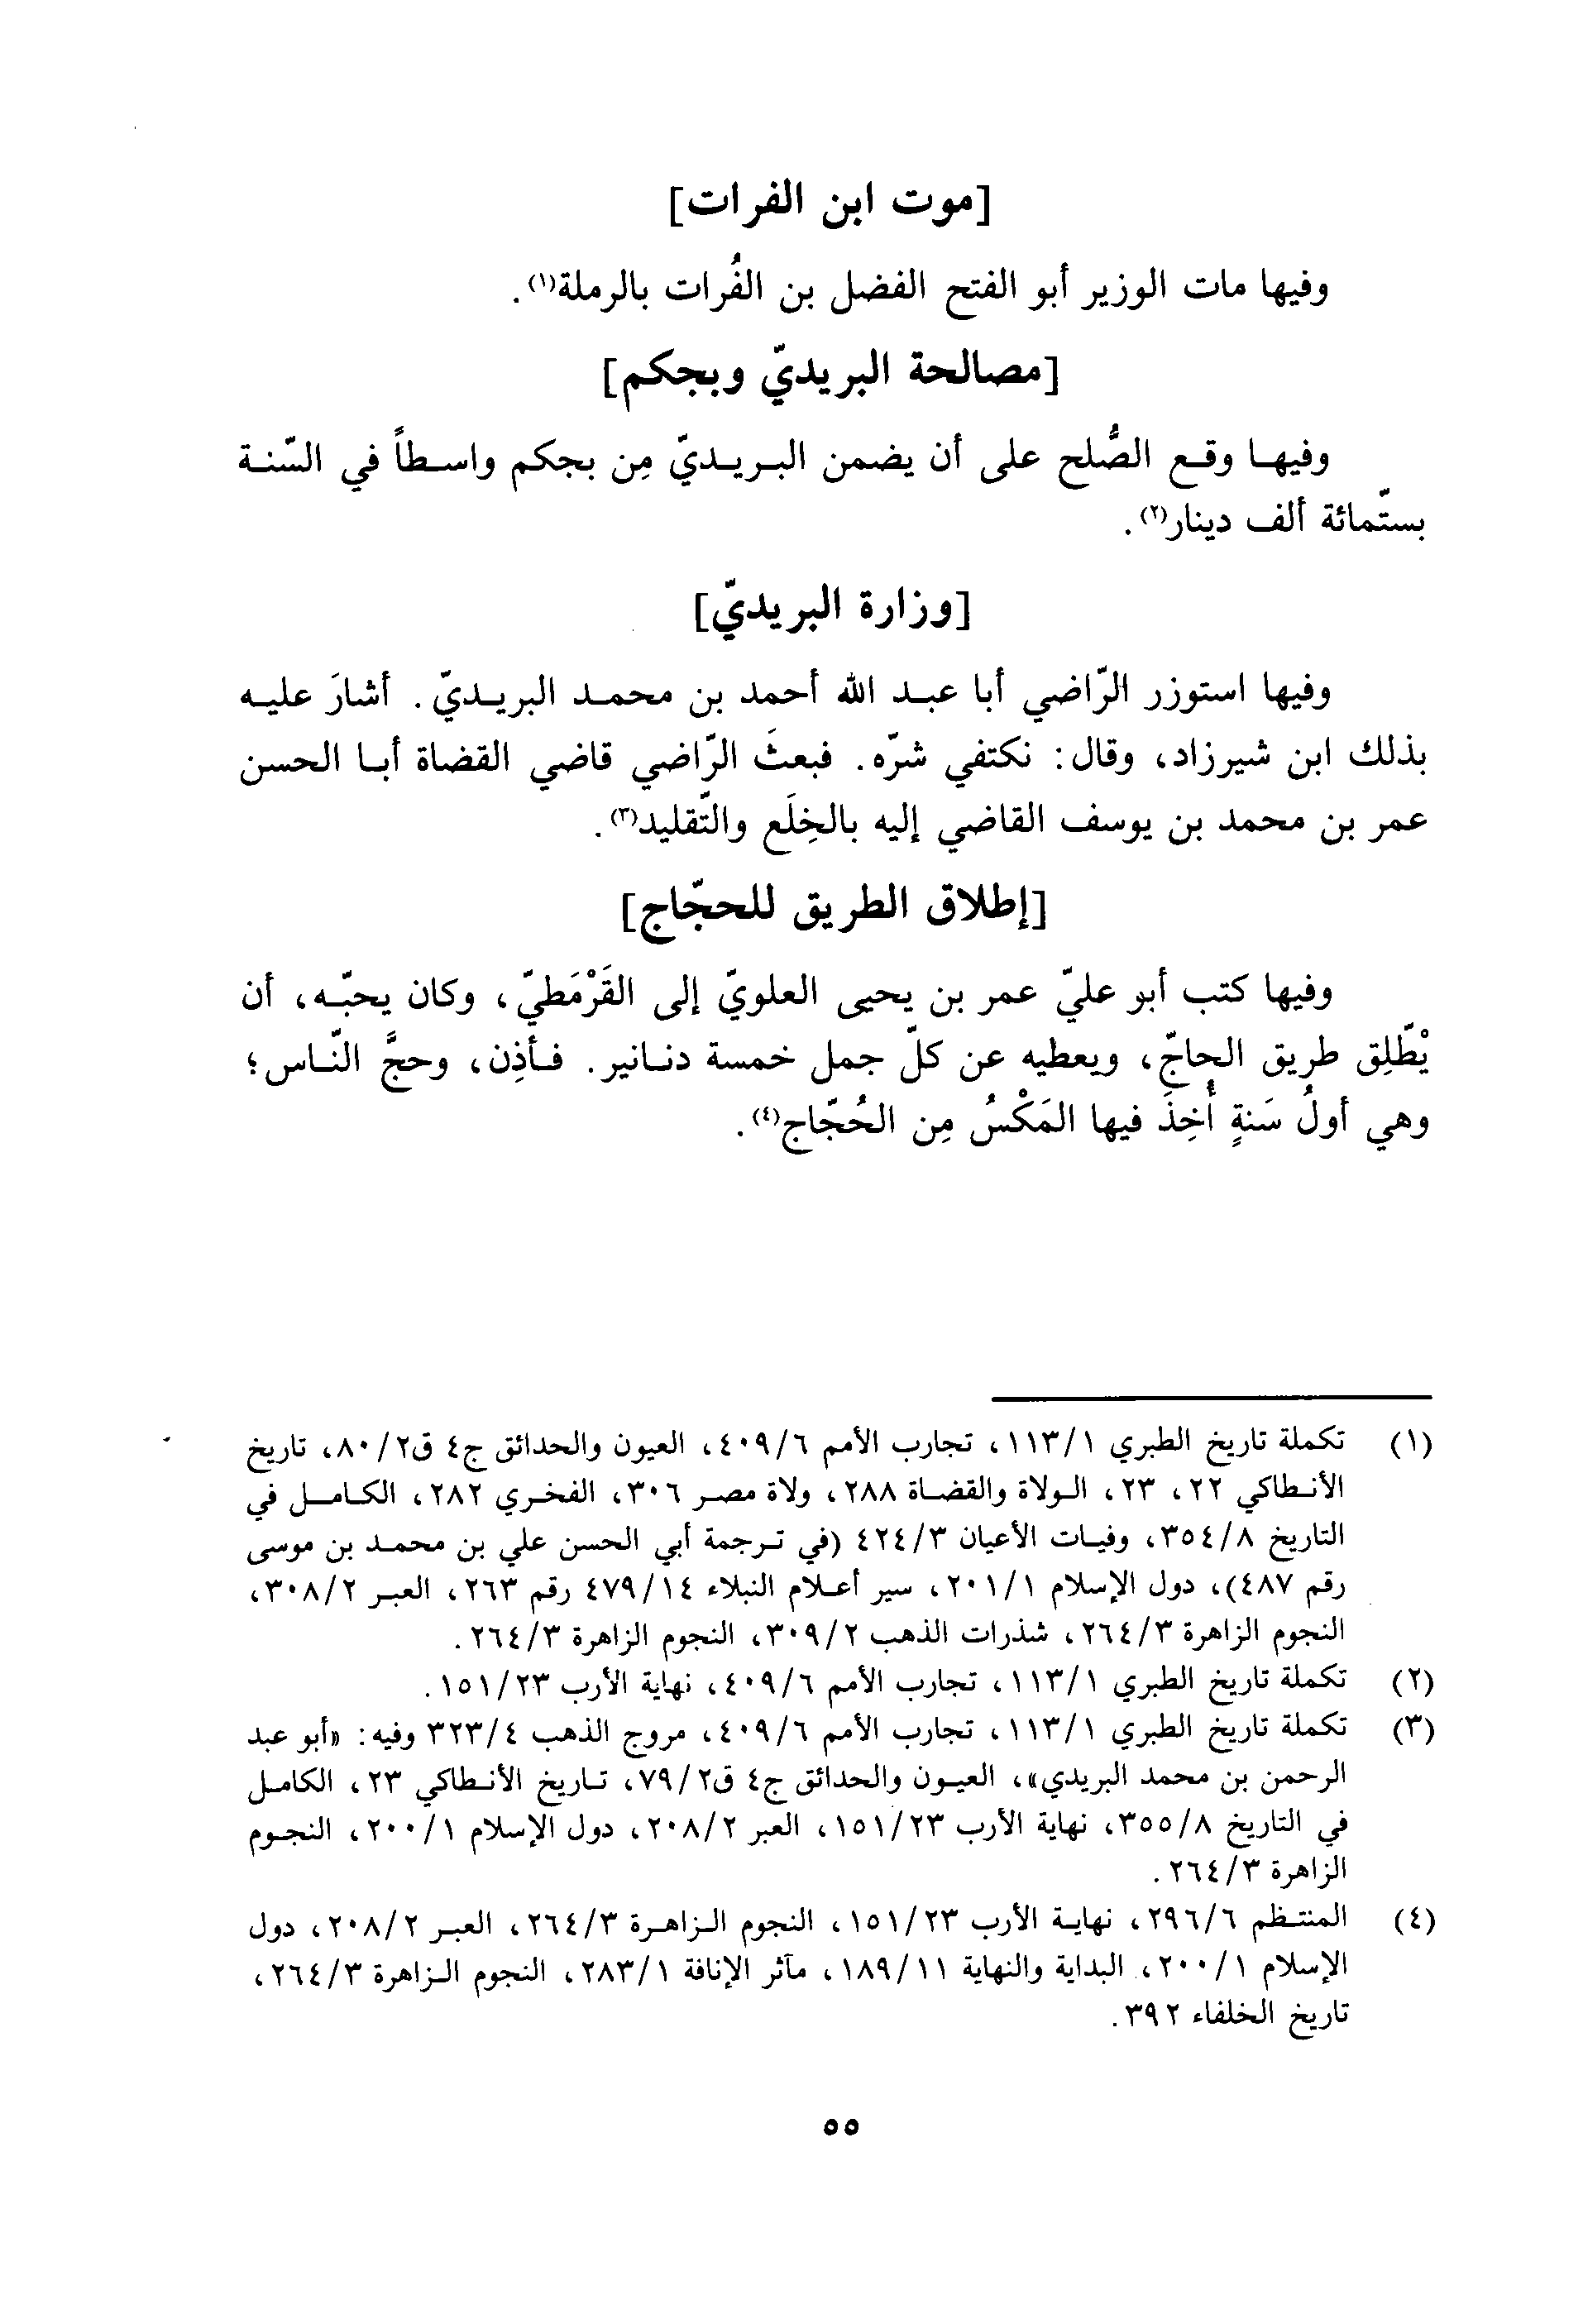 [موت ابن الفرات]
وفيها مات الوزير أبو الفتح الفضل بن الفُرات بالرملة(١).
[مصالحة البريديّ وبجكم]
وفيها وقع الصُّلح على أن يضمن البريديّ مِن بجكم واسطاً في السّنة
بستّمائة ألف دينار(٢).
[وزارة البريديّ]
وفيها استوزر الرّاضي أبا عبد الله أحمد بن محمد البريديّ. أشارَ عليه
بذلك ابن شيرزاد، وقال: نكتفي شرّه. فبعثَ الرّاضي قاضي القضاة أبا الحسن
عمر بن محمد بن يوسف القاضي إليه بالخِلَع والتّقليد(٣).
[إطلاق الطريق للحجّاج]
وفيها كتب أبو عليّ عمر بن يحيى العلويّ إلى القَرْمَطيّ، وكان يحبّه، أن
يْطّلِق طريق الحاجّ، ويعطيه عن كلّ جمل خمسة دنانير. فأذِن، وحجَّ النّاس؛
وهي أولُ سَنةٍ أُخِذَ فيها المَكْسُ مِن الحُجّاج(٤).
(١) تكملة تاريخ الطبري ١/١١٣، تجارب الأمم ٦/٤٠٩، العيون والحدائق ج٤ ق٢/٨٠، تاريخ
الأنطاكي ٢٢، ٢٣، الولاة والقضاة ٢٨٨، ولاة مصر ٣٠٦، الفخري ٢٨٢، الكامل في
التاريخ ٨/٣٥٤، وفيات الأعيان ٣/٤٢٤ (في ترجمة أبي الحسن علي بن محمد بن موسى
رقم ٤٨٧)، دول الإسلام ١/٢٠١، سير أعلام النبلاء ١٤/٤٧٩ رقم ٢٦٣، العبر ٢/٣٠٨،
النجوم الزاهرة ٣/٢٦٤، شذرات الذهب ٢/٣٠٩، النجوم الزاهرة ٣/٢٦٤.
(٢) تكملة تاريخ الطبري ١/١١٣، تجارب الأمم ٦/٤٠٩، نهاية الأرب ٢٣/١٥١.
(٣) تكملة تاريخ الطبري ١/١١٣، تجارب الأمم ٦/٤٠٩، مروج الذهب ٤/٣٢٣ وفيه: «أبو عبد
الرحمن بن محمد البريدي»، العيون والحدائق ج٤ ق٢/٧٩، تاريخ الأنطاكي ٢٣، الكامل
في التاريخ ٨/٣٥٥، نهاية الأرب ٢٣/١٥١، العبر ٢/٢٠٨، دول الإسلام ١/٢٠٠، النجوم
الزاهرة ٣/٢٦٤.
(٤) المنتظم ٦/٢٩٦، نهاية الأرب ٢٣/١٥١، النجوم الزاهرة ٣/٢٦٤، العبر ٢/٢٠٨، دول
الإسلام ١/٢٠٠، البداية والنهاية ١١/١٨٩، مآثر الإنافة ١/٢٨٣، النجوم الزاهرة ٣/٢٦٤،
تاريخ الخلفاء ٣٩٢.
٥٥